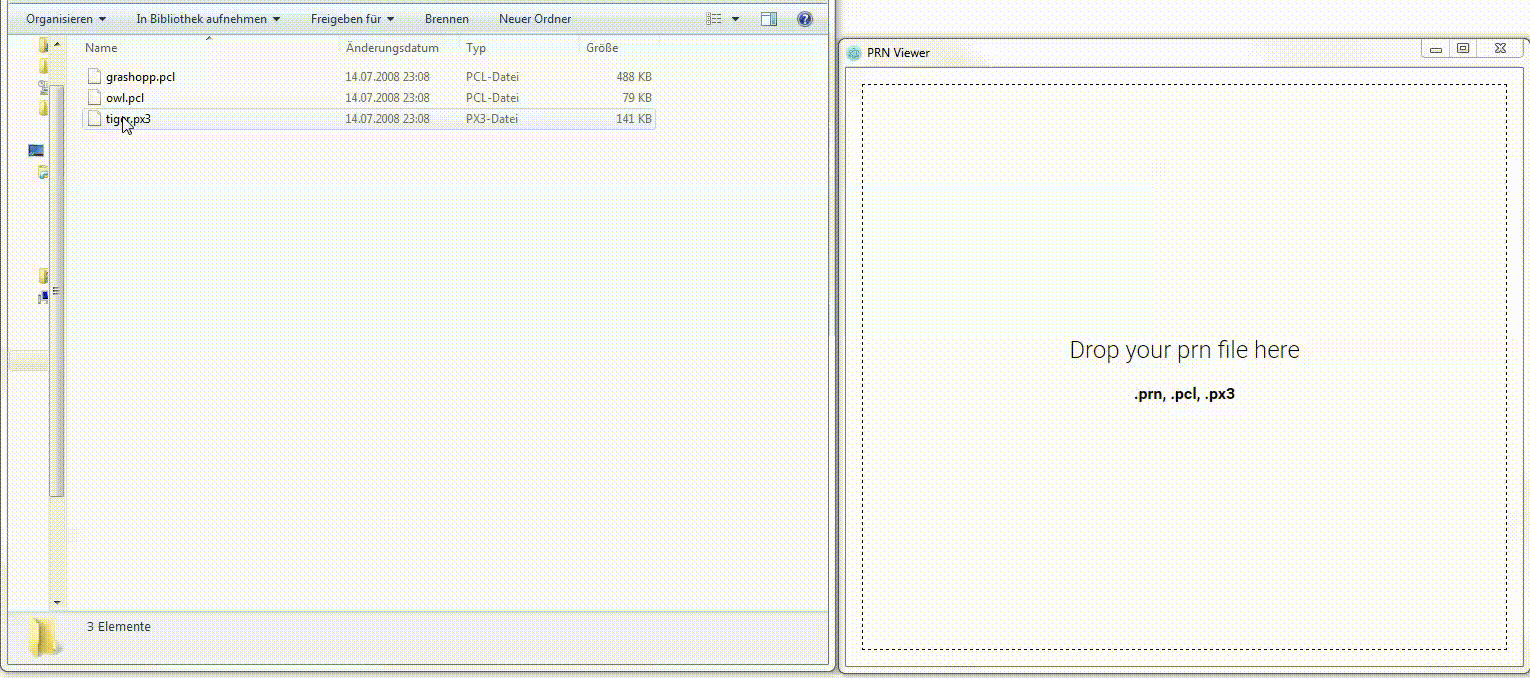 Organisieren In Bibliothek aufnehmen Freigeben für Brennen Neuer Ordner
Name Änderungsdatum Typ Größe
grashopp.pcl 14.07.2008 23:08 PCL-Datei 488 KB
owl.pcl 14.07.2008 23:08 PCL-Datei 79 KB
tiger.px3 14.07.2008 23:08 PX3-Datei 141 KB
3 Elemente
PRN Viewer
Drop your prn file here
.prn, .pcl, .px3